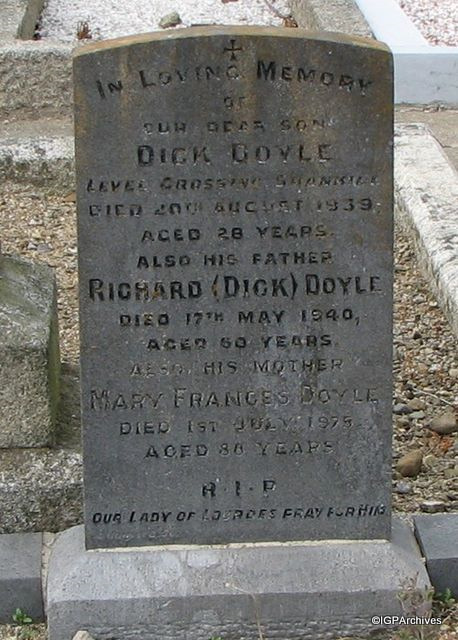 In Loving Memory
of
our dear son
Dick Doyle
Level Crossing Shankill
died 20th August 1939,
aged 28 years.
also his father
Richard (Dick) Doyle
died 17th May 1940,
aged 60 years.
also his mother
Mary Frances Doyle
died 1st July 1975
aged
years
R·I·P
Our Lady of Lourdes pray for him
©IGPArchives